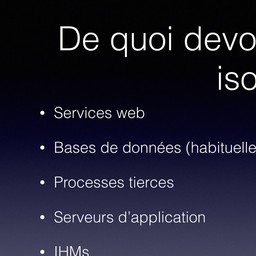 De quoi devo
iso
• Services web
• Bases de données (habituelle
• Processes tierces
• Serveurs d'application
• IHMs